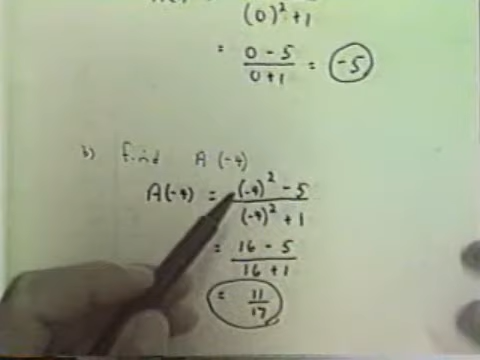 (0)² + 1
= 0 - 5 / 0 + 1 = -5
b) find A (-4)
A(-4) = (-4)² - 5 / (-4)² + 1
= 16 - 5 / 16 + 1
= 11 / 17